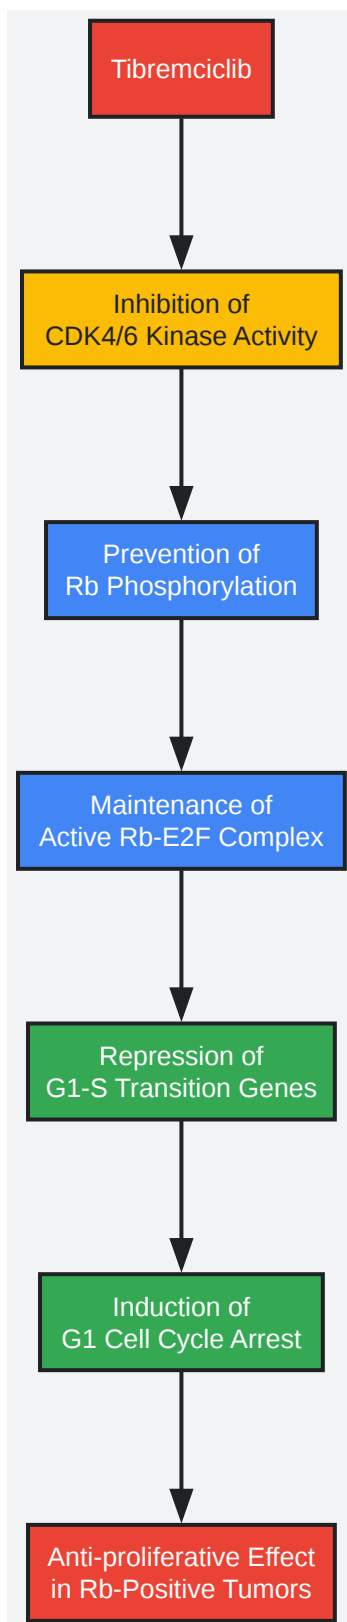 Tibremciclib
Inhibition of
CDK4/6 Kinase Activity
Prevention of
Rb Phosphorylation
Maintenance of
Active Rb-E2F Complex
Repression of
G1-S Transition Genes
Induction of
G1 Cell Cycle Arrest
Anti-proliferative Effect
in Rb-Positive Tumors